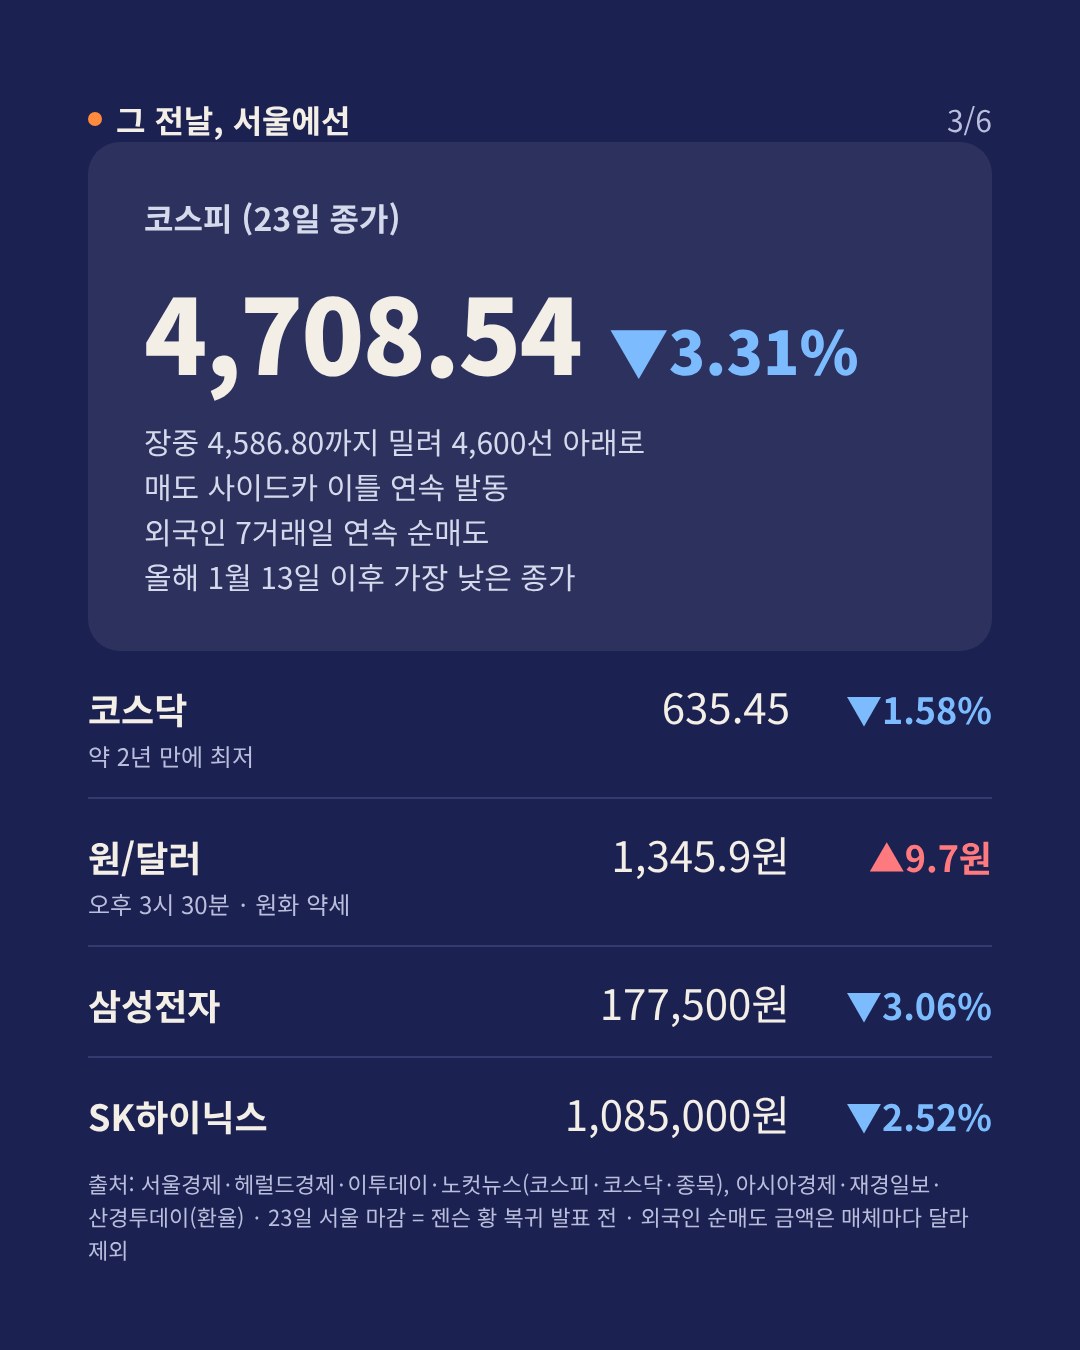 그 전날, 서울에선
3/6
코스피 (23일 종가)
4,708.54 ▼3.31%
장중 4,586.80까지 밀려 4,600선 아래로
매도 사이드카 이틀 연속 발동
외국인 7거래일 연속 순매도
올해 1월 13일 이후 가장 낮은 종가
코스닥 635.45 ▼1.58%
약 2년 만에 최저
원/달러 1,345.9원 ▲9.7원
오후 3시 30분 · 원화 약세
삼성전자 177,500원 ▼3.06%
SK하이닉스 1,085,000원 ▼2.52%
출처: 서울경제·헤럴드경제·이투데이·노컷뉴스(코스피·코스닥·종목), 아시아경제·재경일보·
산경투데이(환율) · 23일 서울 마감 = 젠슨 황 복귀 발표 전 · 외국인 순매도 금액은 매체마다 달라
제외